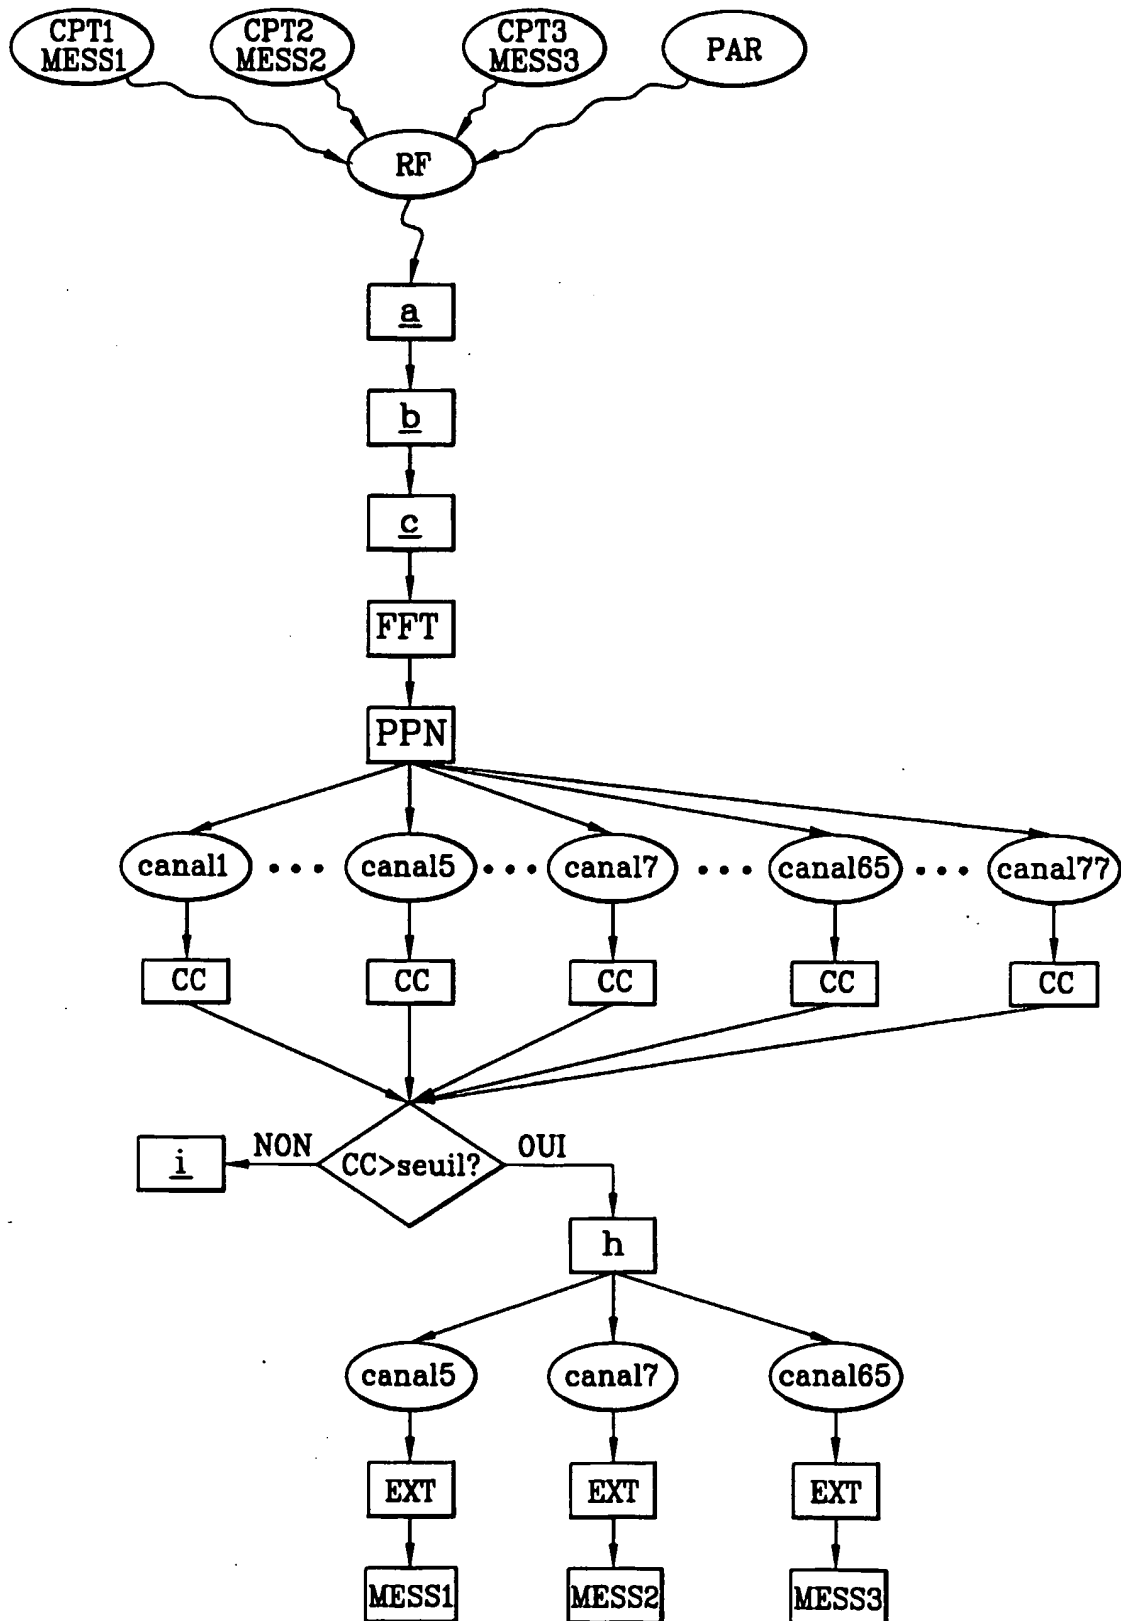 CPT1
MESS1
CPT2
MESS2
CPT3
MESS3
PAR
RF
a
b
c
FFT
PPN
canal1
canal5
canal7
canal65
canal77
CC
CC
CC
CC
CC
i
NON
CC>seuil?
OUI
h
canal5
canal7
canal65
EXT
EXT
EXT
MESS1
MESS2
MESS3